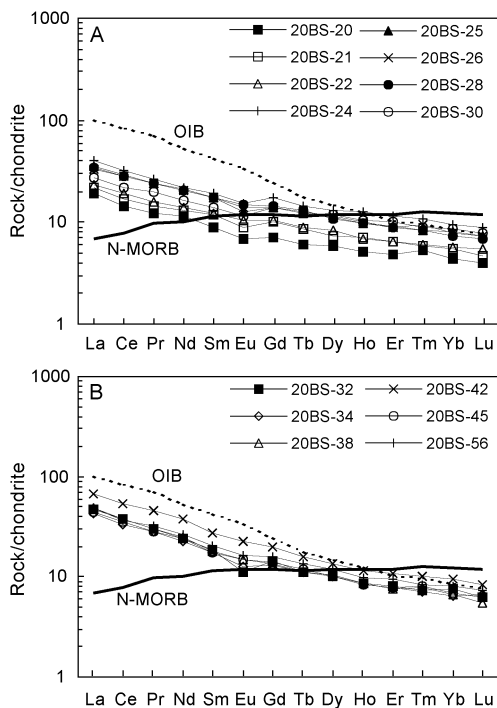 1000
A
20BS-20 20BS-25
20BS-21 20BS-26
20BS-22 20BS-28
20BS-24 20BS-30
100
OIB
Rock/chondrite
10
N-MORB
1
La Ce Pr Nd Sm Eu Gd Tb Dy Ho Er Tm Yb Lu
1000
B
20BS-32 20BS-42
20BS-34 20BS-45
20BS-38 20BS-56
100
OIB
Rock/chondrite
10
N-MORB
1
La Ce Pr Nd Sm Eu Gd Tb Dy Ho Er Tm Yb Lu